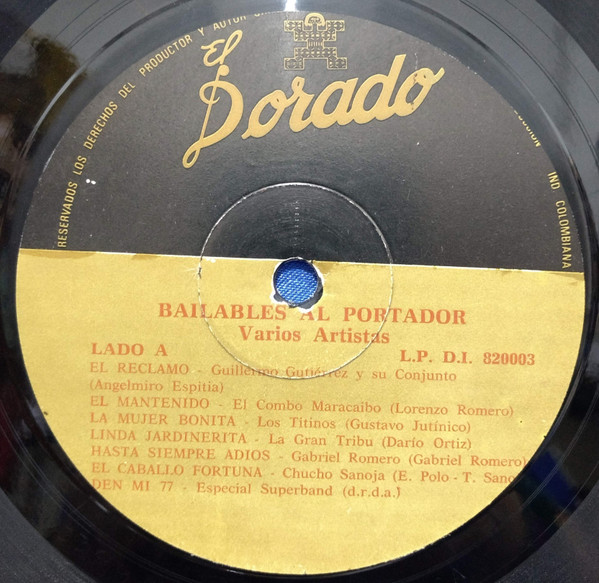 RESERVADOS LOS DERECHOS DEL PRODUCTOR Y AUTOR
IND COLOMBIANA
El Dorado
BAILABLES AL PORTADOR
Varios Artistas
LADO A L.P. D.I. 820003
EL RECLAMO - Guillermo Gutiérrez y su Conjunto
(Angelmiro Espitia)
EL MANTENIDO - El Combo Maracaibo (Lorenzo Romero)
LA MUJER BONITA - Los Titinos (Gustavo Jutínico)
LINDA JARDINERITA - La Gran Tribu (Darío Ortiz)
HASTA SIEMPRE ADIOS - Gabriel Romero (Gabriel Romero)
EL CABALLO FORTUNA - Chucho Sanoja (E. Polo - T. Sano
DEN MI 77 - Especial Superband (d.r.d.a.)